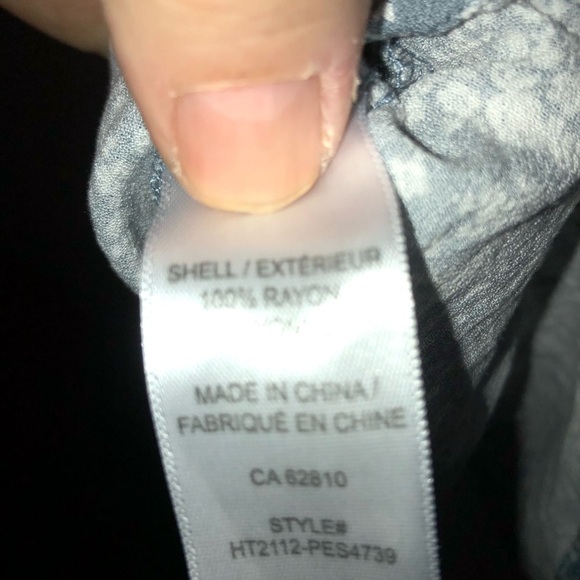 SHELL / EXTÉRIEUR
100% RAYON
MADE IN CHINA /
FABRIQUÉ EN CHINE
CA 62810
STYLE#
HT2112-PES4739